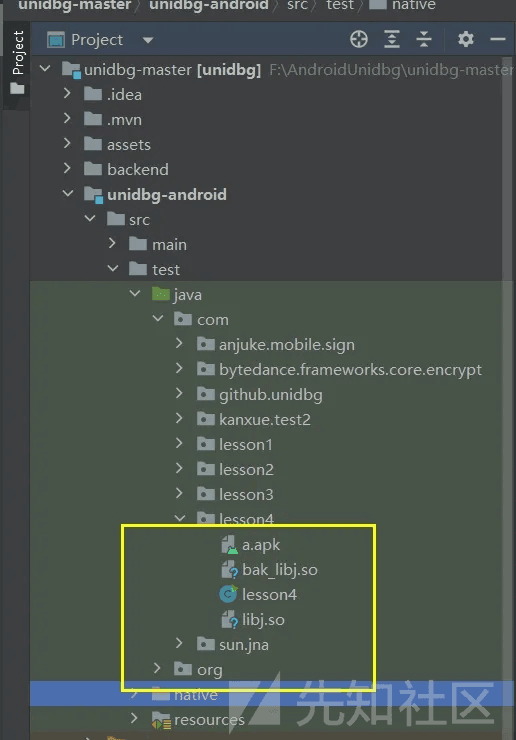 unidbg-master unidbg-android src test native
Project
Project
unidbg-master [unidbg] F:\AndroidUnidbg\unidbg-master
.idea
.mvn
assets
backend
unidbg-android
src
main
test
java
com
anjuke.mobile.sign
bytedance.frameworks.core.encrypt
github.unidbg
kanxue.test2
lesson1
lesson2
lesson3
lesson4
a.apk
bak_libj.so
lesson4
libj.so
sun.jna
org
native
resources
先知社区